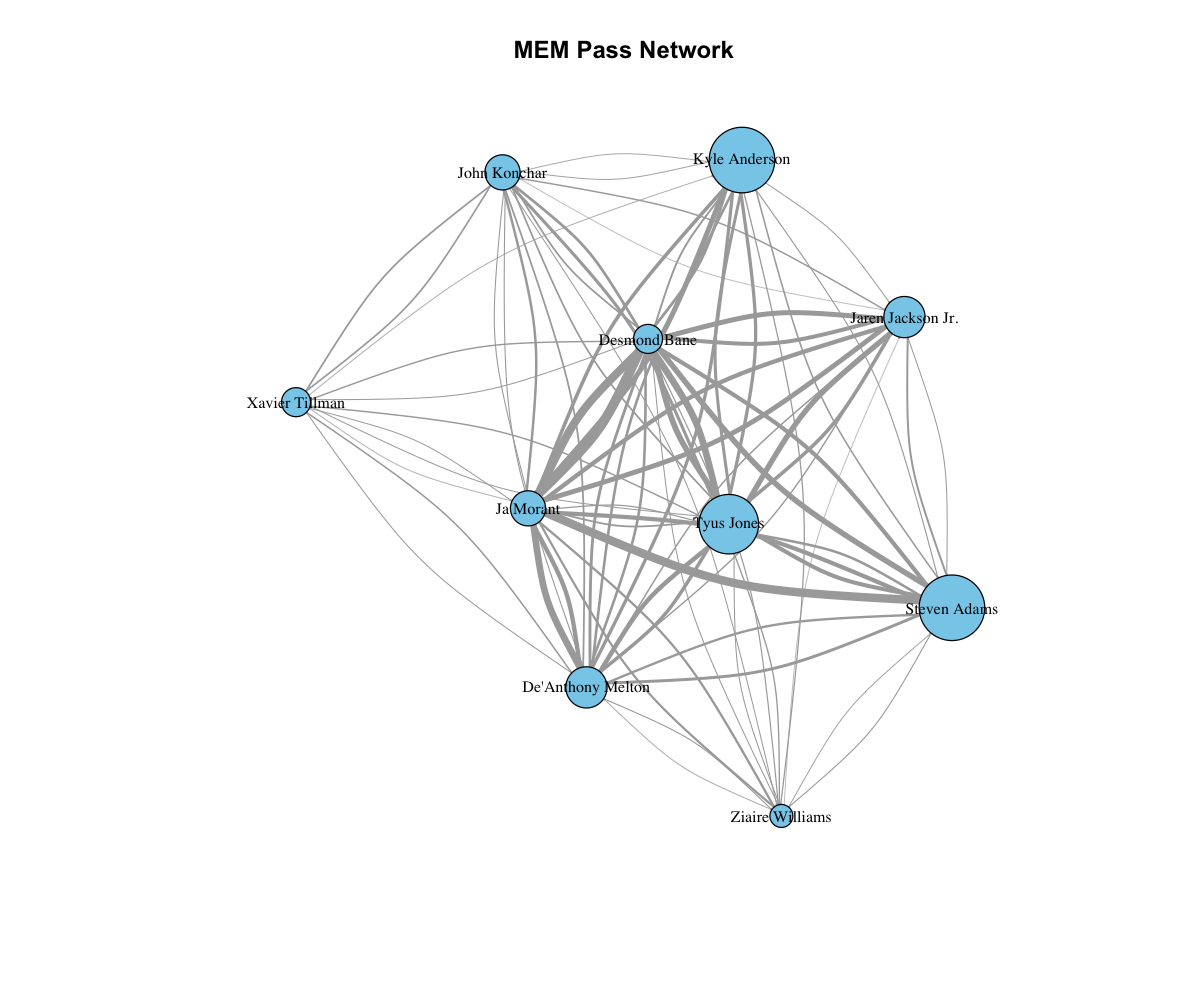 MEM Pass Network
Kyle Anderson
John Konchar
Jaren Jackson Jr.
Desmond Bane
Xavier Tillman
Ja Morant
Tyus Jones
Steven Adams
De'Anthony Melton
Ziaire Williams